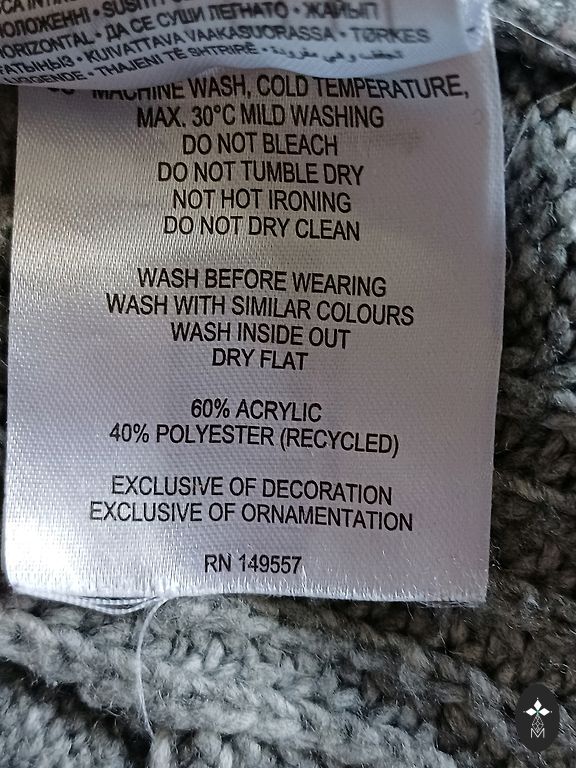 HORIZONTAL • ДА СЕ СУШИ ЛЕГНАТО • ЖАЙЫП
KUIVATTAVA VAAKASUORASSA • TØRKES
LIGGENDE • THAJENI TË SHTRIRË •
US MACHINE WASH, COLD TEMPERATURE,
MAX. 30°C MILD WASHING
DO NOT BLEACH
DO NOT TUMBLE DRY
NOT HOT IRONING
DO NOT DRY CLEAN
WASH BEFORE WEARING
WASH WITH SIMILAR COLOURS
WASH INSIDE OUT
DRY FLAT
60% ACRYLIC
40% POLYESTER (RECYCLED)
EXCLUSIVE OF DECORATION
EXCLUSIVE OF ORNAMENTATION
RN 149557
M